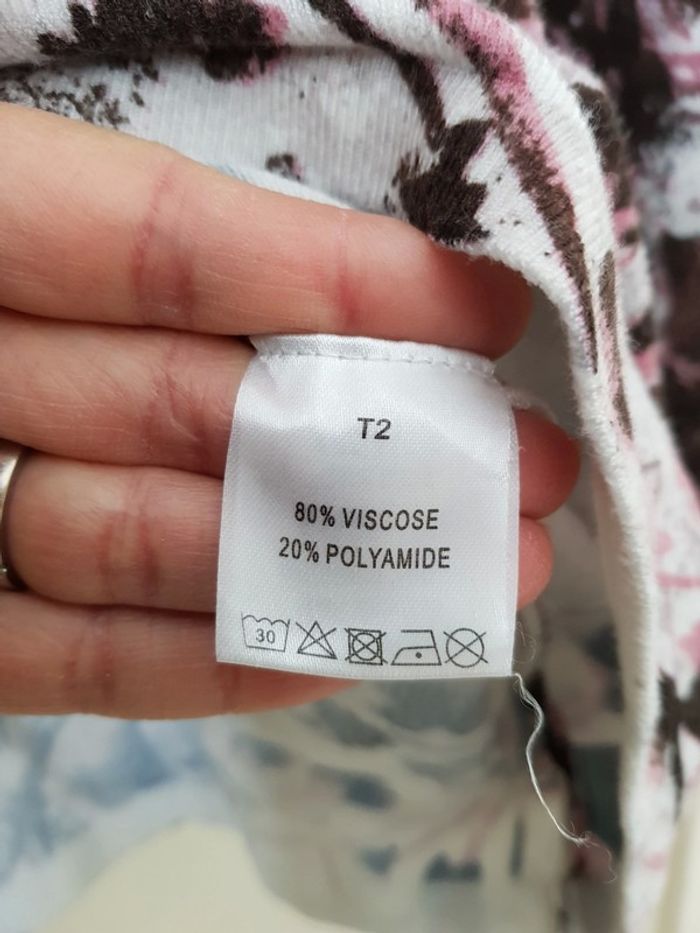 T2
80% VISCOSE
20% POLYAMIDE
30